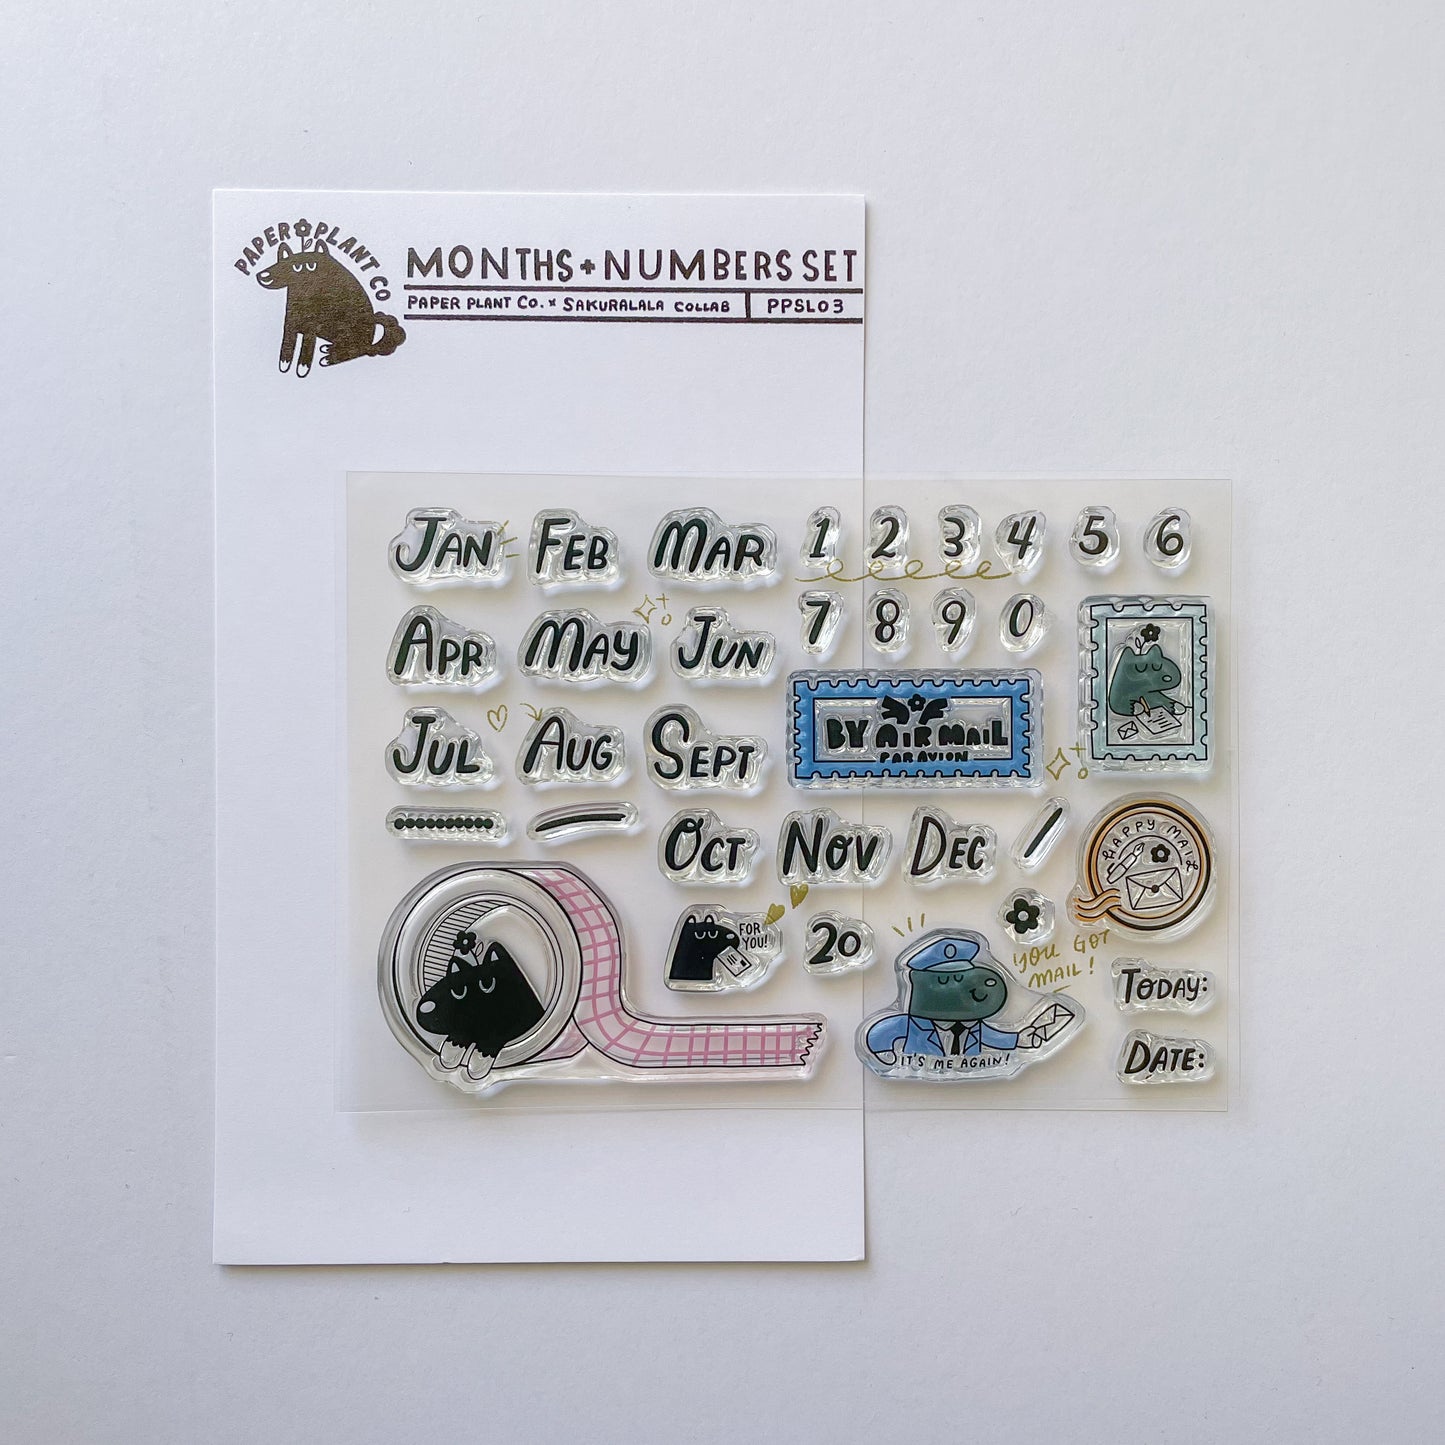 PAPER PLANT CO
MONTHS + NUMBERS SET
PAPER PLANT CO. × SAKURALALA COLLAB | PPSL03
JAN FEB MAR 1 2 3 4 5 6
APR MAY JUN 7 8 9 0
BY AIR MAIL
PAR AVION
JUL AUG SEPT
OCT NOV DEC
HAPPY MAIL
FOR
YOU!
20
YOU GOT
MAIL!
IT'S ME AGAIN!
TODAY:
DATE: